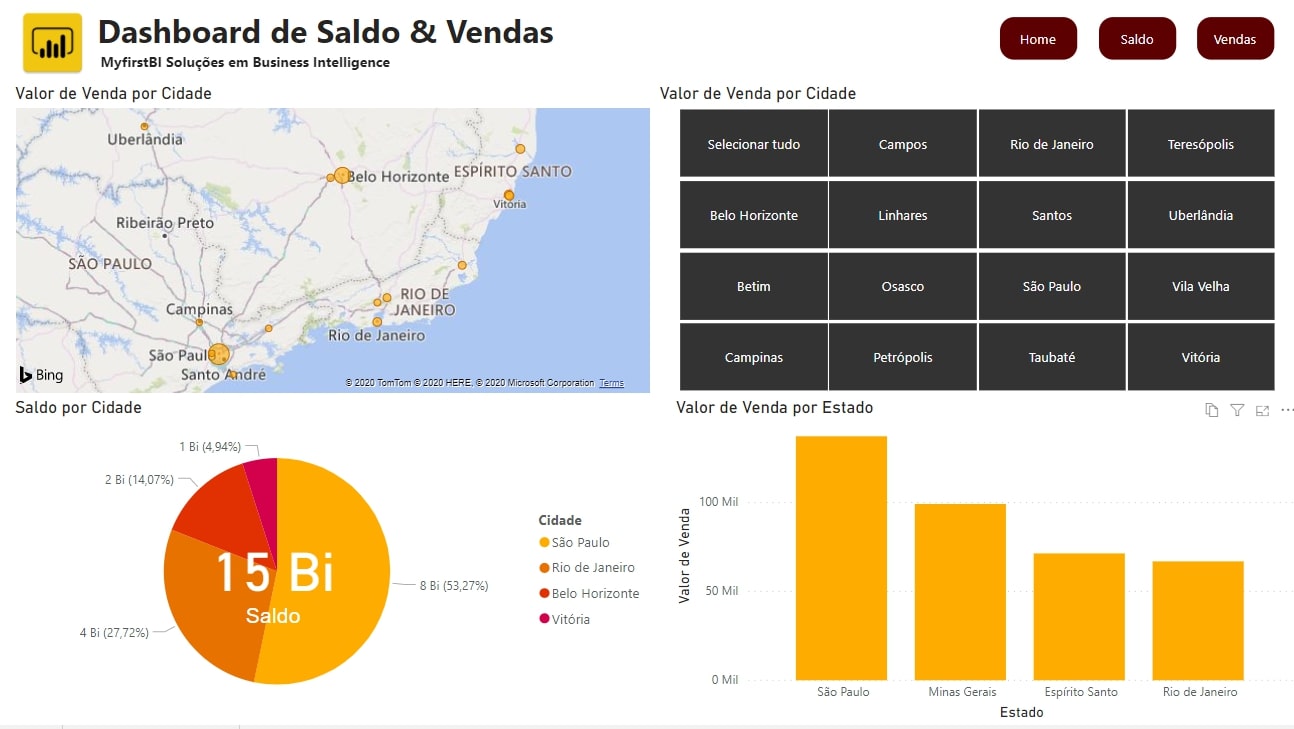 Dashboard de Saldo & Vendas
MyfirstBI Soluções em Business Intelligence
Home
Saldo
Vendas
Valor de Venda por Cidade
Uberlândia
Belo Horizonte
ESPÍRITO SANTO
Vitória
Ribeirão Preto
SÃO PAULO
Campinas
RIO DE
JANEIRO
Rio de Janeiro
São Paulo
Santo André
Bing
© 2020 TomTom © 2020 HERE, © 2020 Microsoft Corporation Terms
Valor de Venda por Cidade
Selecionar tudo
Campos
Rio de Janeiro
Teresópolis
Belo Horizonte
Linhares
Santos
Uberlândia
Betim
Osasco
São Paulo
Vila Velha
Campinas
Petrópolis
Taubaté
Vitória
Saldo por Cidade
1 Bi (4,94%)
2 Bi (14,07%)
15 Bi
Saldo
8 Bi (53,27%)
4 Bi (27,72%)
Cidade
São Paulo
Rio de Janeiro
Belo Horizonte
Vitória
Valor de Venda por Estado
Valor de Venda
100 Mil
50 Mil
0 Mil
São Paulo
Minas Gerais
Espírito Santo
Rio de Janeiro
Estado